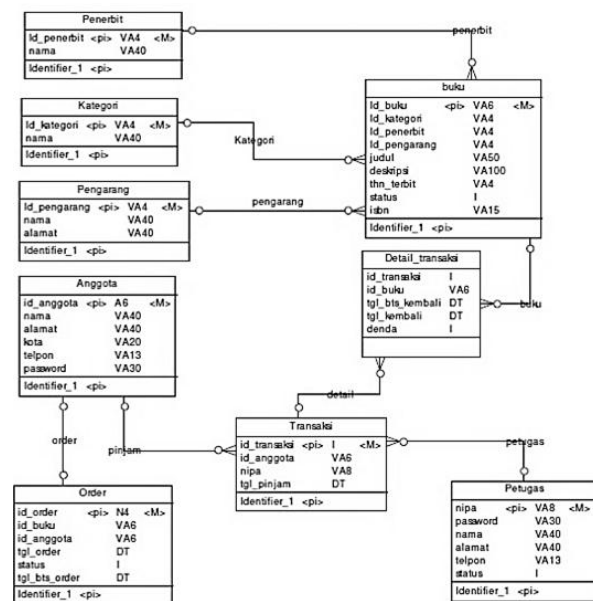 Penerbit
Id_penerbit <pi> VA4 <M>
nama VA40
Identifier_1 <pi>
penerbit
buku
Id_buku <pi> VA6 <M>
Id_kategori VA4
Id_penerbit VA4
Id_pengarang VA4
judul VA50
deskripsi VA100
thn_terbit VA4
status I
isbn VA15
Identifier_1 <pi>
Kategori
Id_kategori <pi> VA4 <M>
nama VA40
Identifier_1 <pi>
Kategori
Pengarang
Id_pengarang <pi> VA4 <M>
nama VA40
alamat VA40
Identifier_1 <pi>
pengarang
Detail_transaksi
id_transaksi I
id_buku VA6
tgl_bts_kembali DT
tgl_kembali DT
denda I
buku
Anggota
id_anggota <pi> A6 <M>
nama VA40
alamat VA40
kota VA20
telpon VA13
password VA30
Identifier_1 <pi>
detail
Transaksi
id_transaksi <pi> I <M>
id_anggota VA6
nipa VA8
tgl_pinjam DT
Identifier_1 <pi>
order
pinjam
petugas
Order
id_order <pi> N4 <M>
id_buku VA6
id_anggota VA6
tgl_order DT
status I
tgl_bts_order DT
Identifier_1 <pi>
Petugas
nipa <pi> VA8 <M>
password VA30
nama VA40
alamat VA40
telpon VA13
status I
Identifier_1 <pi>